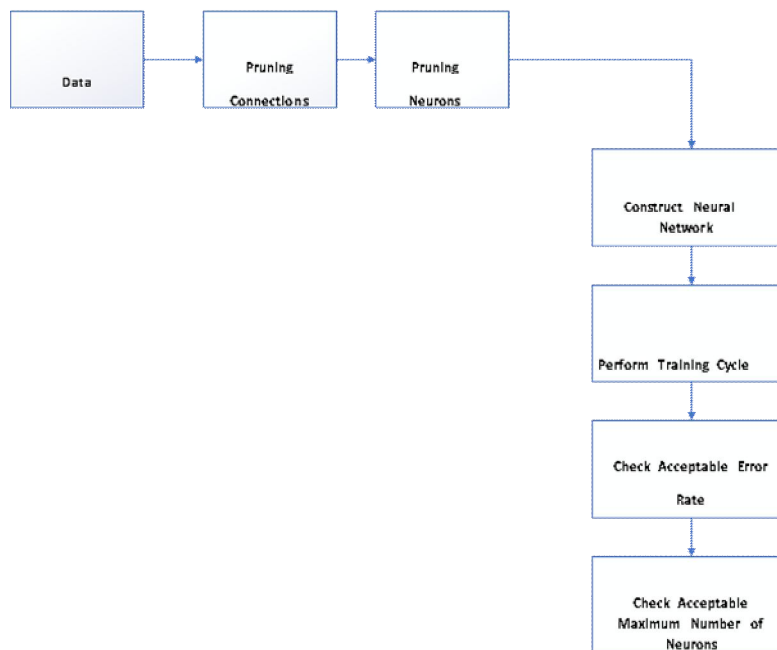 Data
Pruning
Connections
Pruning
Neurons
Construct Neural
Network
Perform Training Cycle
Check Acceptable Error
Rate
Check Acceptable
Maximum Number of
Neurons